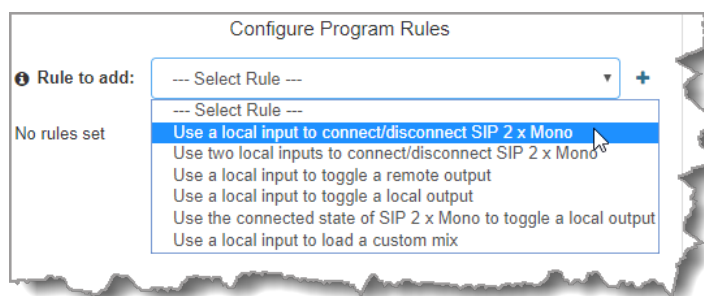 Configure Program Rules
Rule to add: --- Select Rule ---
--- Select Rule ---
No rules set
Use a local input to connect/disconnect SIP 2 x Mono
Use two local inputs to connect/disconnect SIP 2 x Mono
Use a local input to toggle a remote output
Use a local input to toggle a local output
Use the connected state of SIP 2 x Mono to toggle a local output
Use a local input to load a custom mix